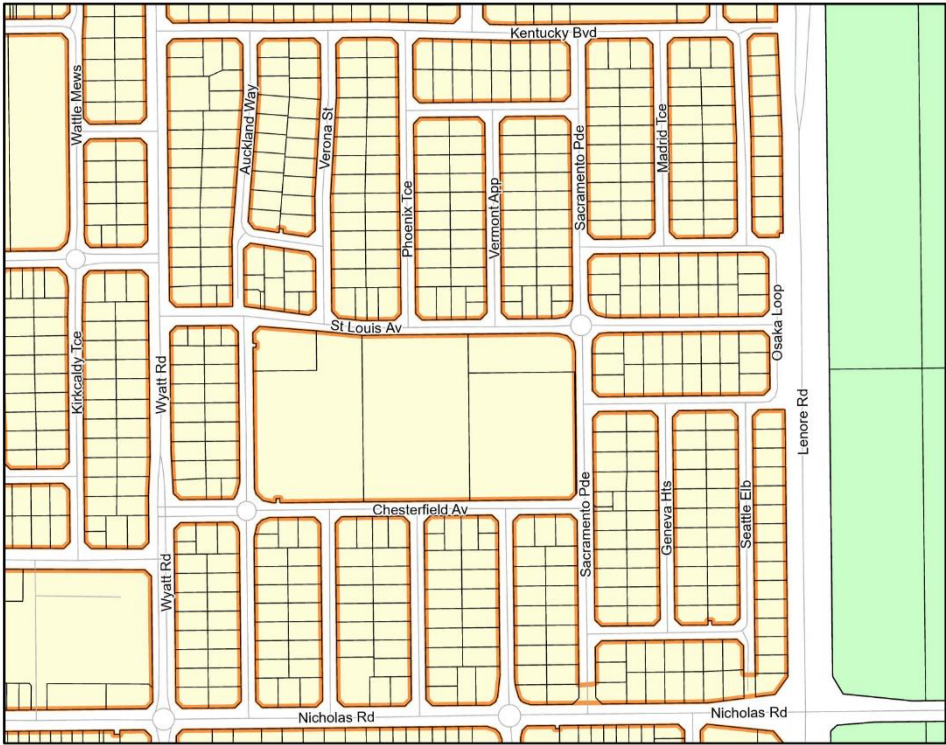 Kentucky Bvd
Wattle Mews
Auckland Way
Verona St
Sacramento Pde
Madrid Tce
Phoenix Tce
Vermont App
St Louis Av
Osaka Loop
Kirkcaldy Tce
Wyatt Rd
Lenore Rd
Chesterfield Av
Sacramento Pde
Geneva Hts
Seattle Elb
Wyatt Rd
Nicholas Rd
Nicholas Rd